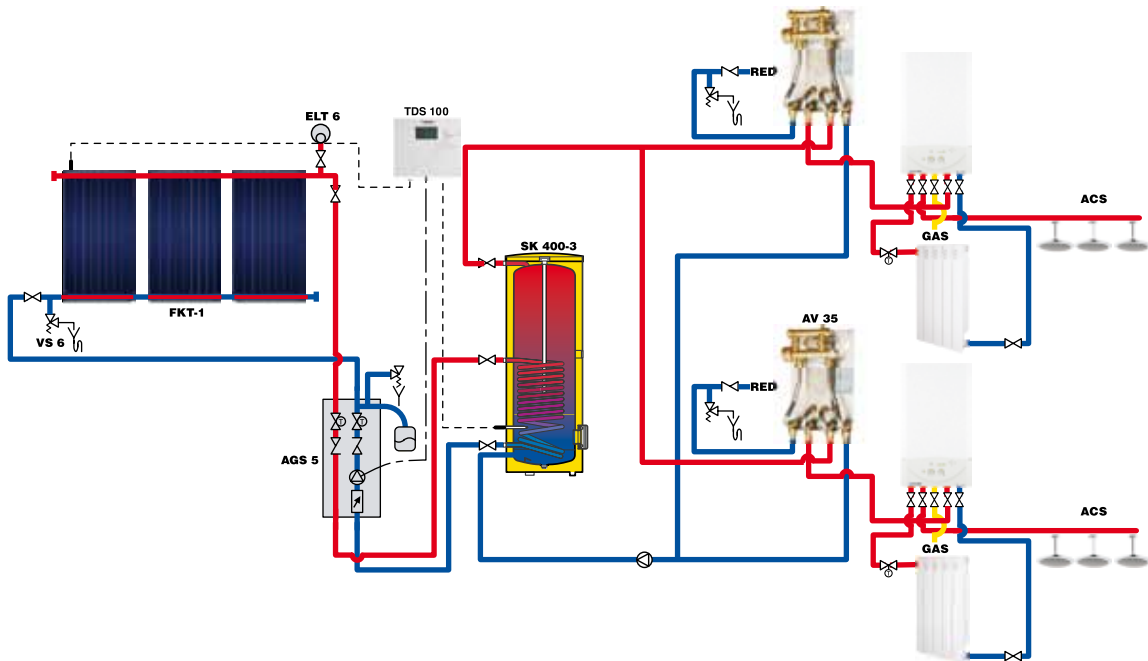 RED
ELT 6
TDS 100
ACS
GAS
SK 400-3
FKT-1
AV 35
VS 6
RED
AGS 5
ACS
GAS